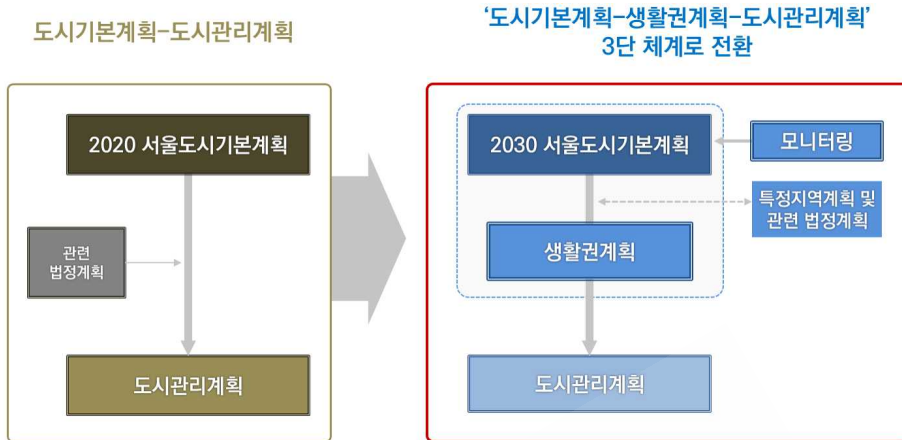 도시기본계획–도시관리계획
2020 서울도시기본계획
관련
법정계획
도시관리계획
‘도시기본계획–생활권계획–도시관리계획’
3단 체계로 전환
2030 서울도시기본계획
모니터링
특정지역계획 및
관련 법정계획
생활권계획
도시관리계획